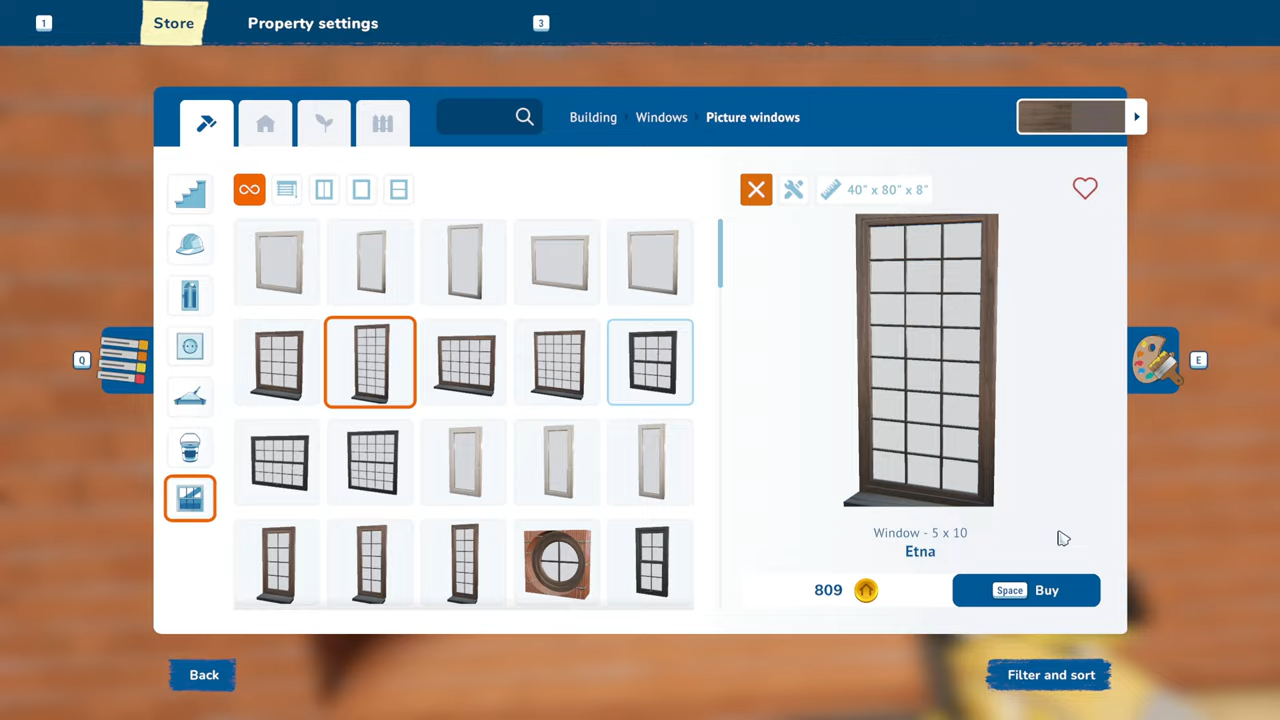 1
Store
Property settings
3
Building
Windows
Picture windows
40" x 80" x 8"
Q
E
Window - 5 x 10
Etna
809
Space
Buy
Back
Filter and sort